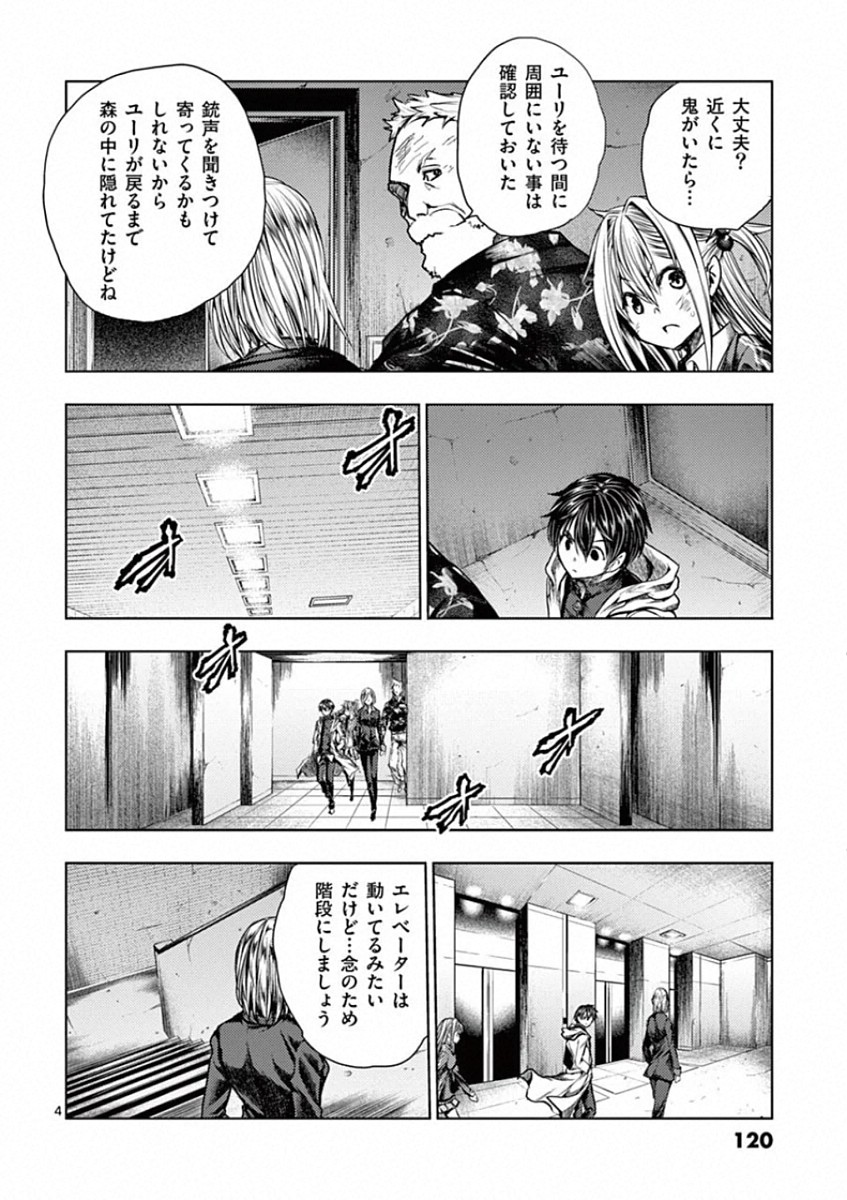 大丈夫？
近くに
鬼がいたら…
ユーリを待つ間に
周囲にいない事は
確認しておいた
銃声を聞きつけて
寄ってくるかも
しれないから
ユーリが戻るまで
森の中に隠れてたけどね
エレベーターは
動いてるみたい
だけど…念のため
階段にしましょう
4
120